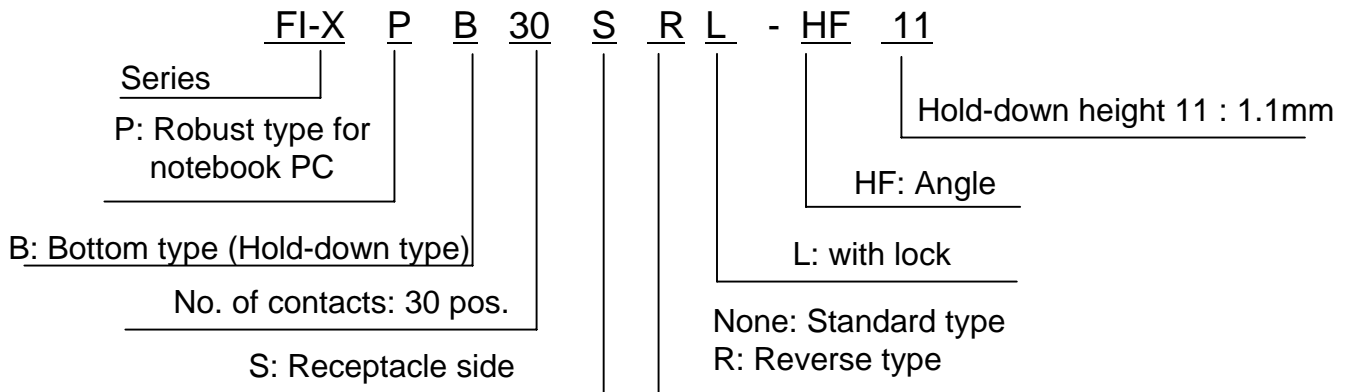 FI-X P B 30 S R L - HF 11
Series
Hold-down height 11 : 1.1mm
P: Robust type for
notebook PC
HF: Angle
B: Bottom type (Hold-down type)
L: with lock
No. of contacts: 30 pos.
None: Standard type
R: Reverse type
S: Receptacle side